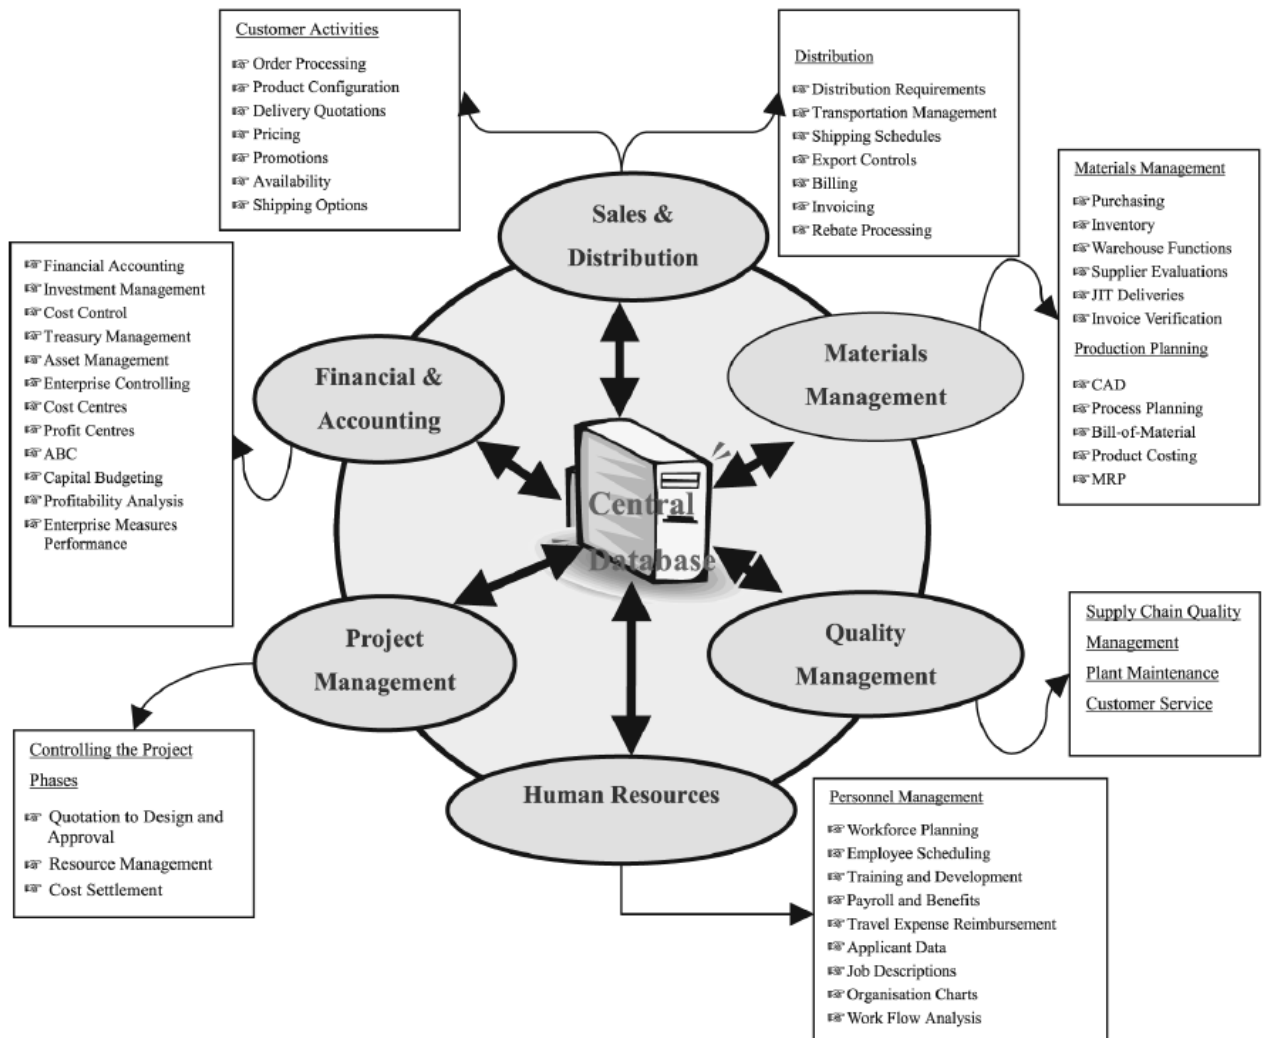 Customer Activities
Order Processing
Product Configuration
Delivery Quotations
Pricing
Promotions
Availability
Shipping Options
Distribution
Distribution Requirements
Transportation Management
Shipping Schedules
Export Controls
Billing
Invoicing
Rebate Processing
Materials Management
Purchasing
Inventory
Warehouse Functions
Supplier Evaluations
JIT Deliveries
Invoice Verification
Production Planning
CAD
Process Planning
Bill-of-Material
Product Costing
MRP
Financial Accounting
Investment Management
Cost Control
Treasury Management
Asset Management
Enterprise Controlling
Cost Centres
Profit Centres
ABC
Capital Budgeting
Profitability Analysis
Enterprise Measures
Performance
Sales &
Distribution
Financial &
Accounting
Materials
Management
Central
Database
Project
Management
Quality
Management
Human Resources
Supply Chain Quality
Management
Plant Maintenance
Customer Service
Controlling the Project
Phases
Quotation to Design and
Approval
Resource Management
Cost Settlement
Personnel Management
Workforce Planning
Employee Scheduling
Training and Development
Payroll and Benefits
Travel Expense Reimbursement
Applicant Data
Job Descriptions
Organisation Charts
Work Flow Analysis